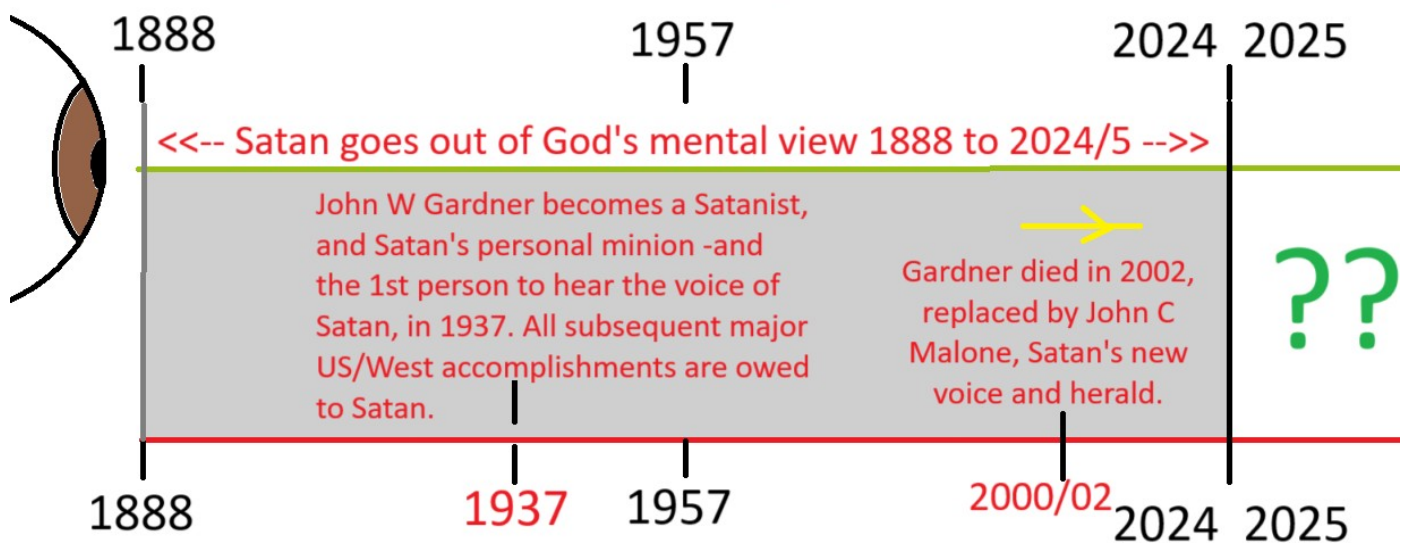 1888 1957 2024 2025
<<-- Satan goes out of God's mental view 1888 to 2024/5 -->>
John W Gardner becomes a Satanist,
and Satan's personal minion -and
the 1st person to hear the voice of
Satan, in 1937. All subsequent major
US/West accomplishments are owed
to Satan.
Gardner died in 2002,
replaced by John C
Malone, Satan's new
voice and herald.
??
1888 1937 1957 2000/02 2024 2025